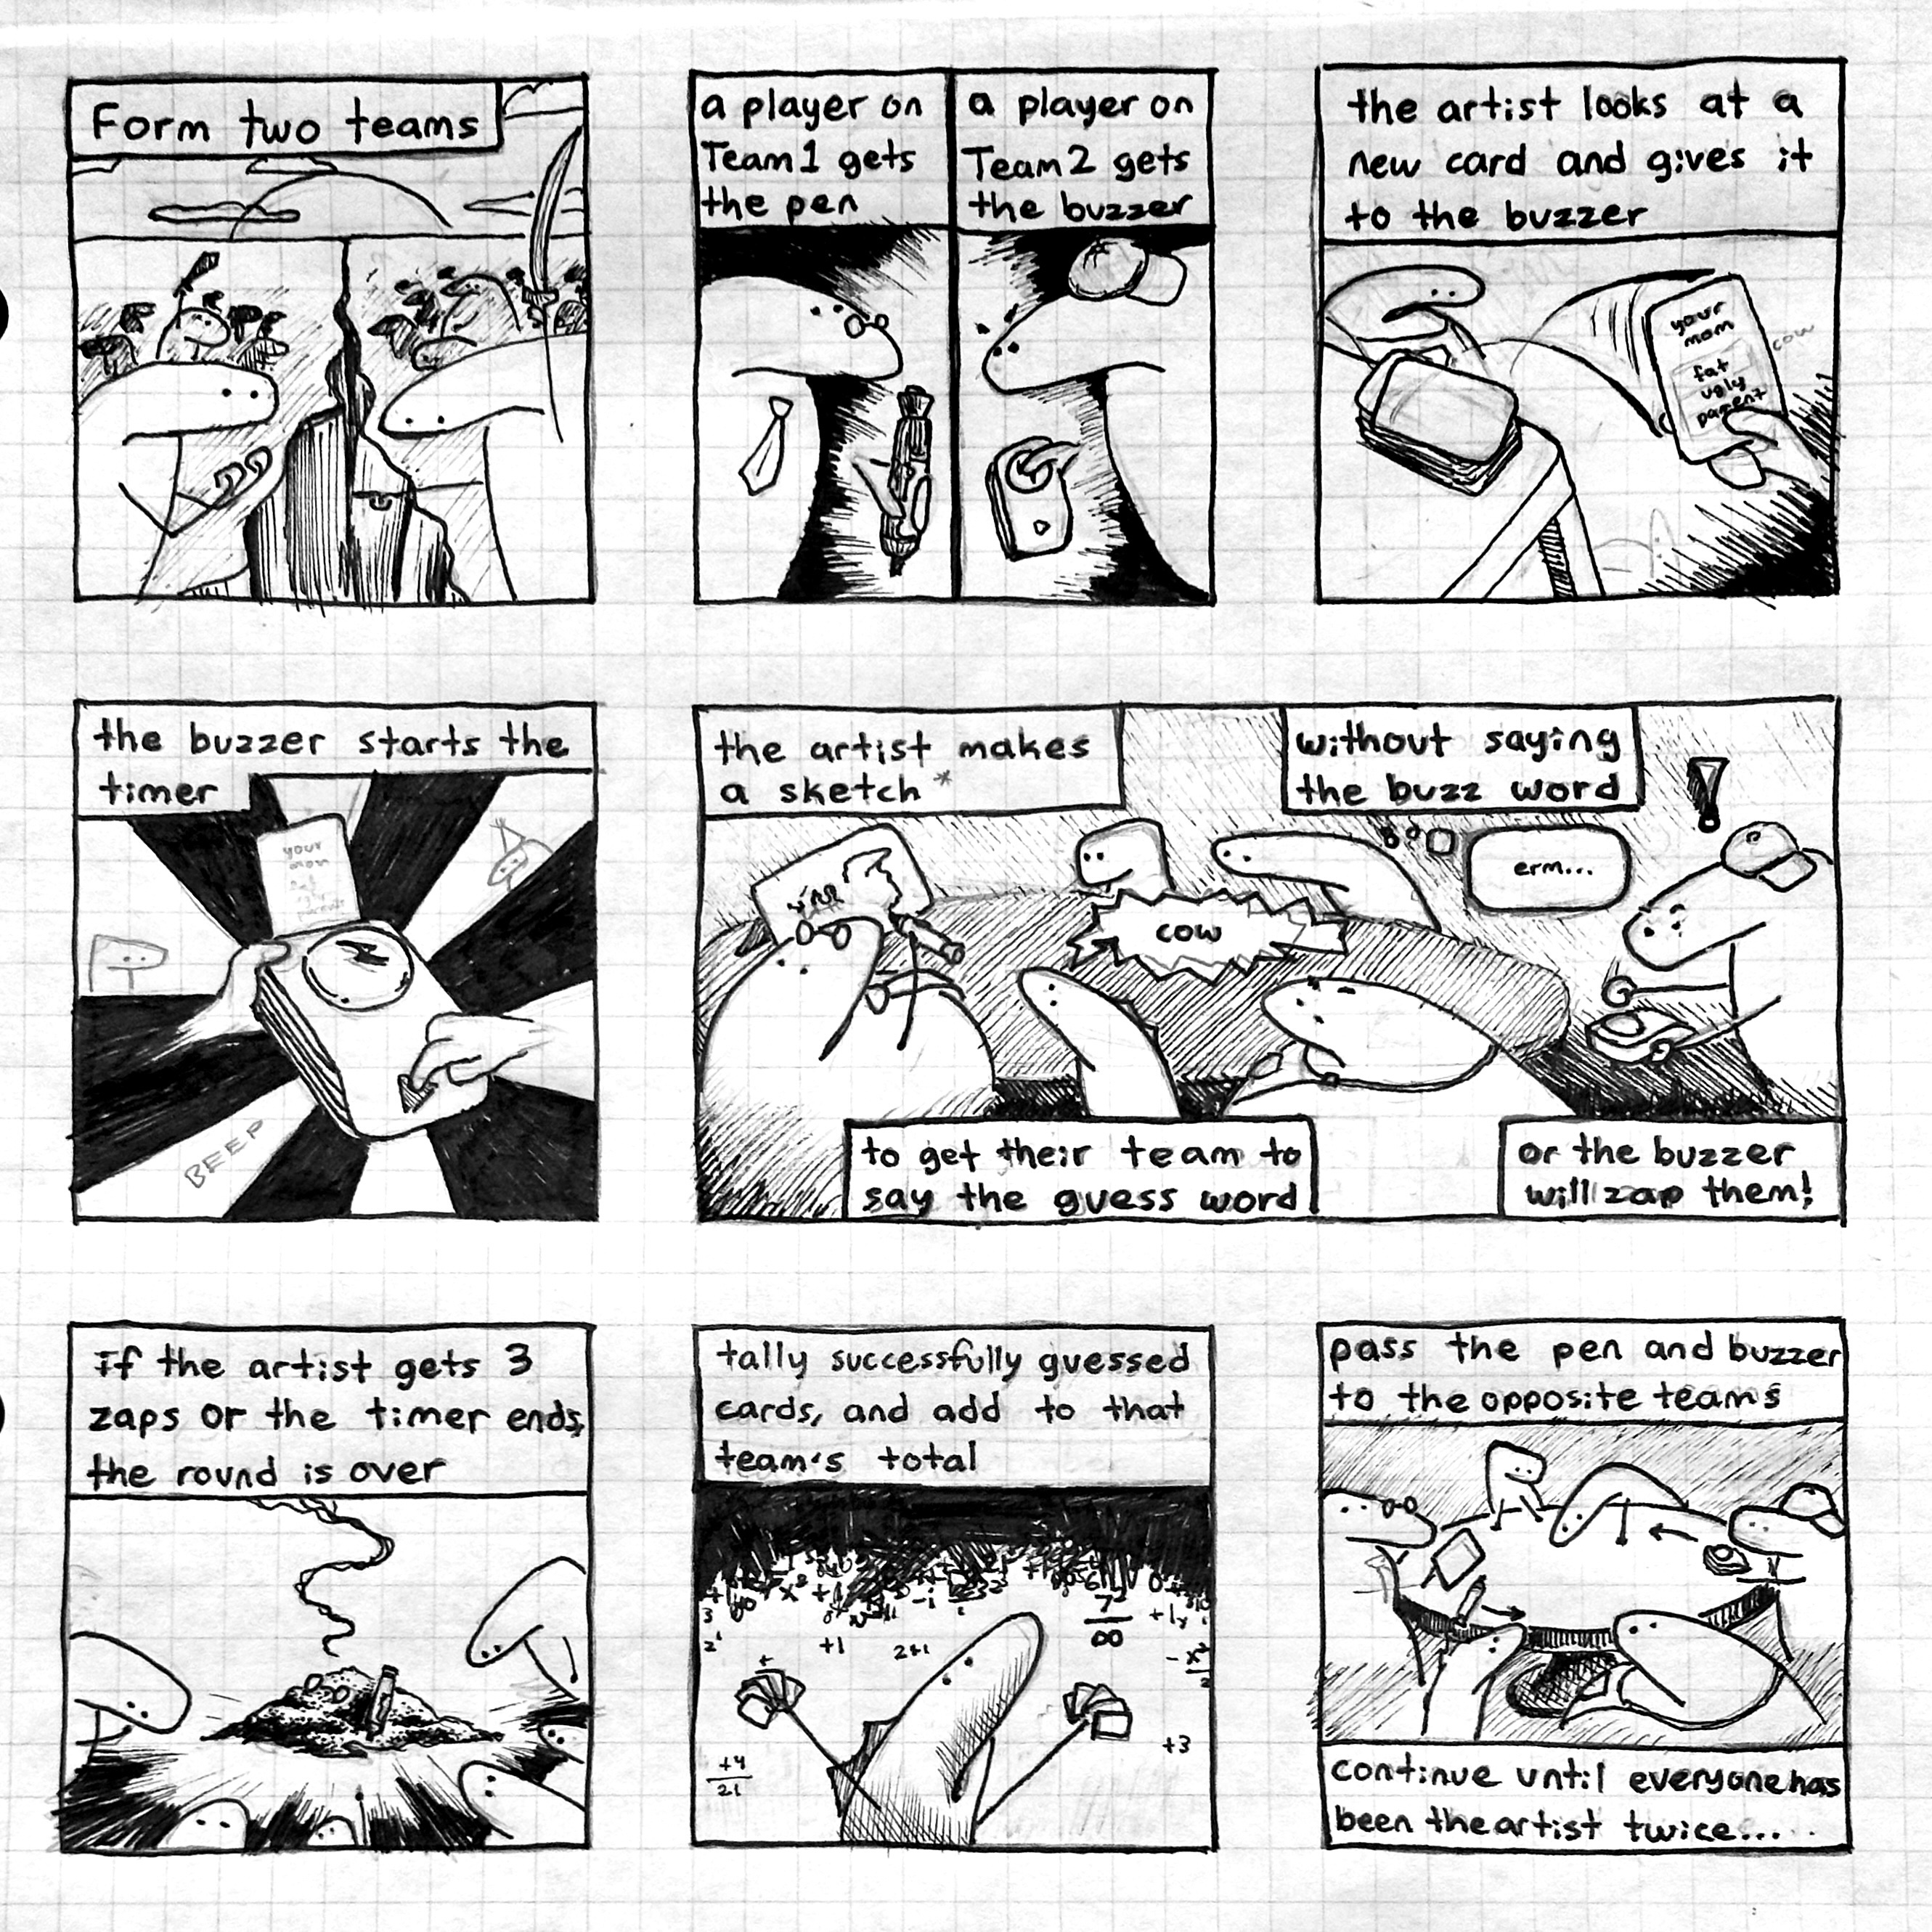 Form two teams
a player on
Team 1 gets
the pen
a player on
Team 2 gets
the buzzer
the artist looks at a
new card and gives it
to the buzzer
your
mom
fat
ugly
parent
cow
the buzzer starts the
timer
your
mom
BEEP
the artist makes
a sketch*
without saying
the buzz word
erm...
cow
to get their team to
say the guess word
or the buzzer
will zap them!
if the artist gets 3
zaps or the timer ends,
the round is over
tally successfully guessed
cards, and add to that
team's total
+1
2+1
7
∞
+3
+4
21
pass the pen and buzzer
to the opposite teams
continue until everyone has
been the artist twice....